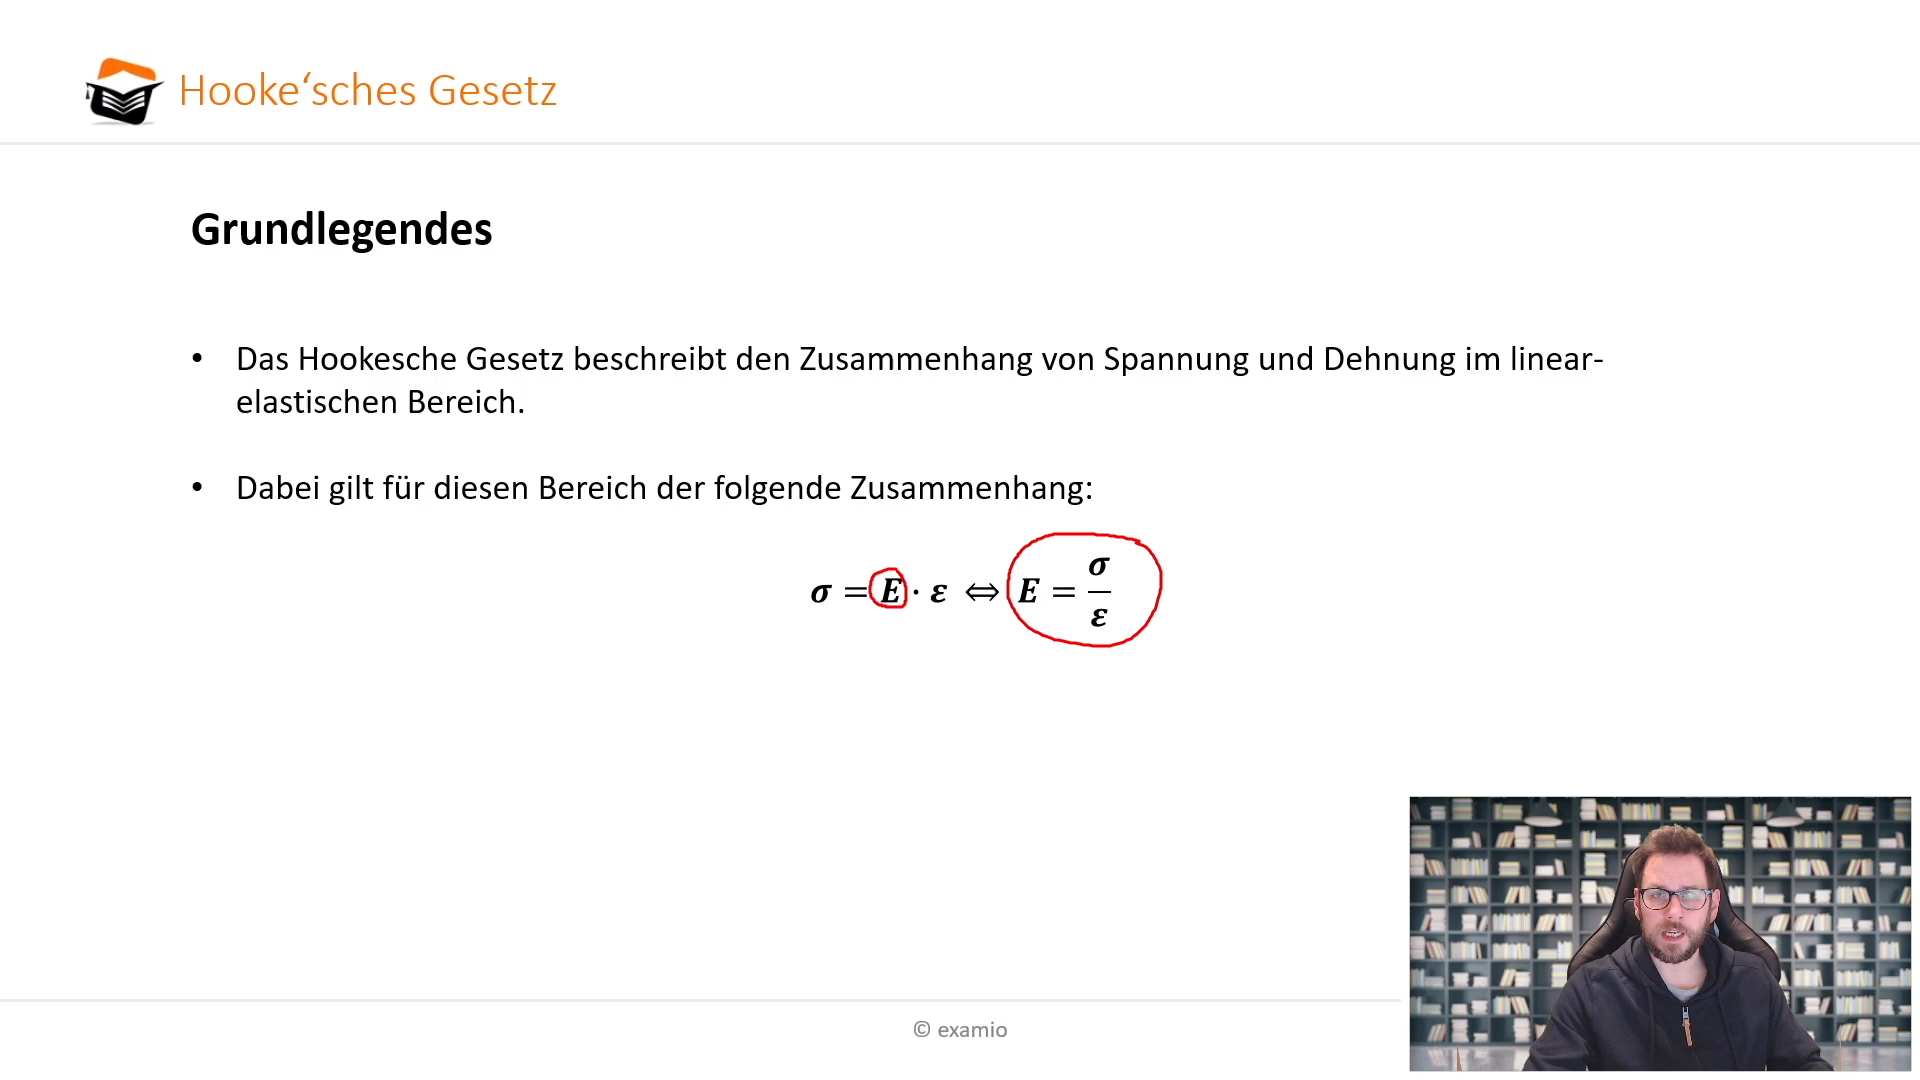 Hooke‘sches Gesetz
Grundlegendes
• Das Hookesche Gesetz beschreibt den Zusammenhang von Spannung und Dehnung im linear-
elastischen Bereich.
• Dabei gilt für diesen Bereich der folgende Zusammenhang:
σ = E · ε ⇔ E = σ/ε
© examio